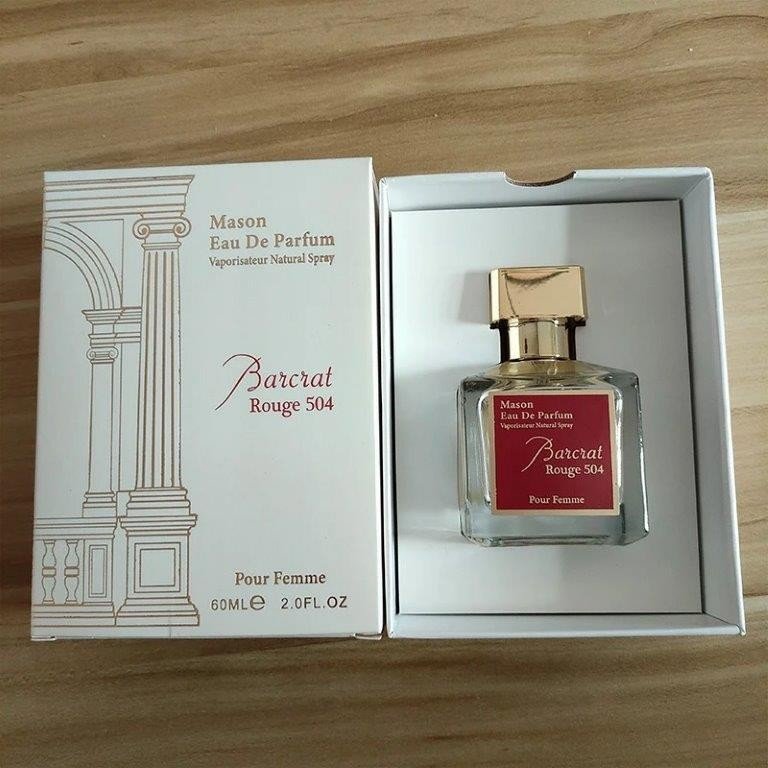 Mason
Eau De Parfum
Vaporisateur Natural Spray
Barcrat
Rouge 504
Pour Femme
60ML℮ 2.0FL.OZ
Mason
Eau De Parfum
Vaporisateur Natural Spray
Barcrat
Rouge 504
Pour Femme